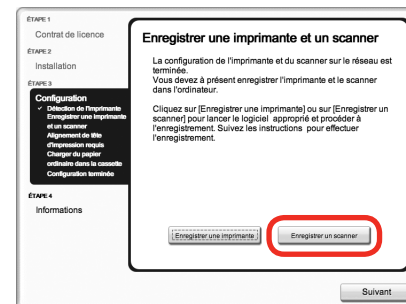 ÉTAPE 1
Contrat de licence
ÉTAPE 2
Installation
ÉTAPE 3
Configuration
✓ Détection de l'imprimante
Enregistrer une imprimante
et un scanner
Alignement de tête
d'impression requis
Charger du papier
ordinaire dans la cassette
Configuration terminée
ÉTAPE 4
Informations
Enregistrer une imprimante et un scanner
La configuration de l'imprimante et du scanner sur le réseau est
terminée.
Vous devez à présent enregistrer l'imprimante et le scanner
dans l'ordinateur.
Cliquez sur [Enregistrer une imprimante] ou sur [Enregistrer un
scanner] pour lancer le logiciel approprié et procéder à
l'enregistrement. Suivez les instructions pour effectuer
l'enregistrement.
Enregistrer une imprimante
Enregistrer un scanner
Suivant